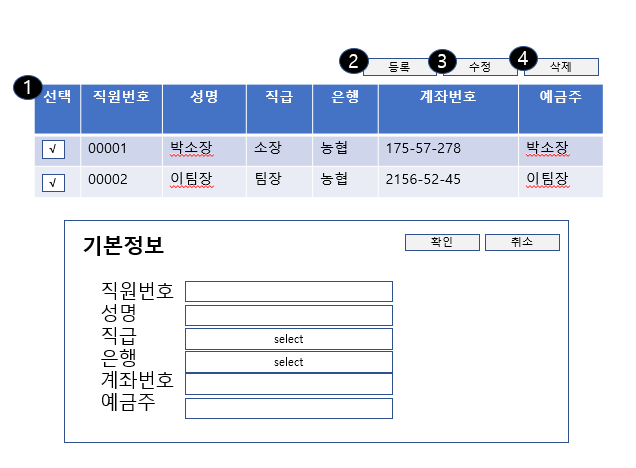 2 등록 3 수정 4 삭제
1 선택 직원번호 성명 직급 은행 계좌번호 예금주
√ 00001 박소장 소장 농협 175-57-278 박소장
√ 00002 이팀장 팀장 농협 2156-52-45 이팀장
기본정보 확인 취소
직원번호
성명
직급 select
은행 select
계좌번호
예금주